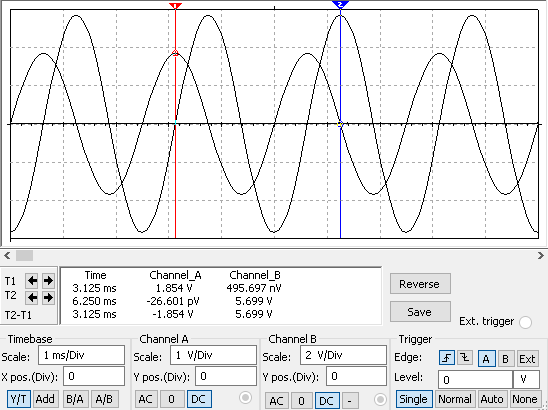 1 2
Time Channel_A Channel_B
T1 3.125 ms 1.854 V 495.697 nV
T2 6.250 ms -26.601 pV 5.699 V
T2-T1 3.125 ms -1.854 V 5.699 V
Reverse
Save
Ext. trigger
Timebase Channel A Channel B Trigger
Scale: 1 ms/Div Scale: 1 V/Div Scale: 2 V/Div Edge: A B Ext
X pos.(Div): 0 Y pos.(Div): 0 Y pos.(Div): 0 Level: 0 V
Y/T Add B/A A/B AC 0 DC AC 0 DC - Single Normal Auto None